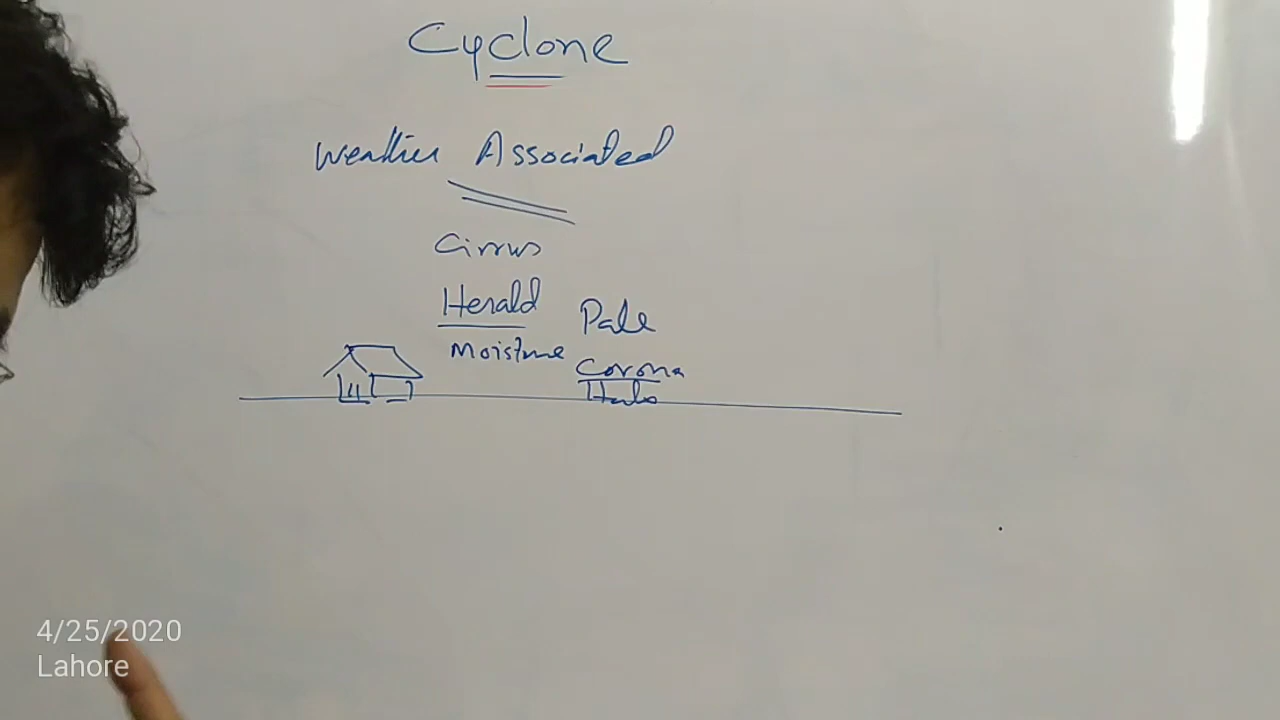 Cyclone
Weather Associated
Cirrus
Herald
Pale
Moisture
Corona
Halo
4/25/2020
Lahore